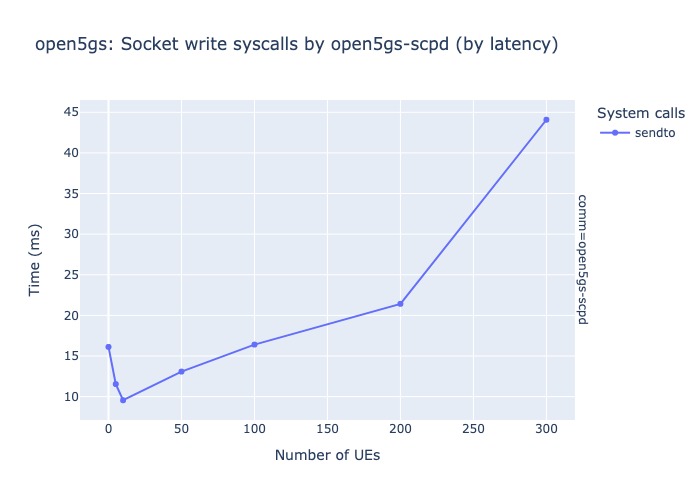 open5gs: Socket write syscalls by open5gs-scpd (by latency)
System calls
sendto
45
40
35
30
25
20
15
10
Time (ms)
comm=open5gs-scpd
0 50 100 150 200 250 300
Number of UEs